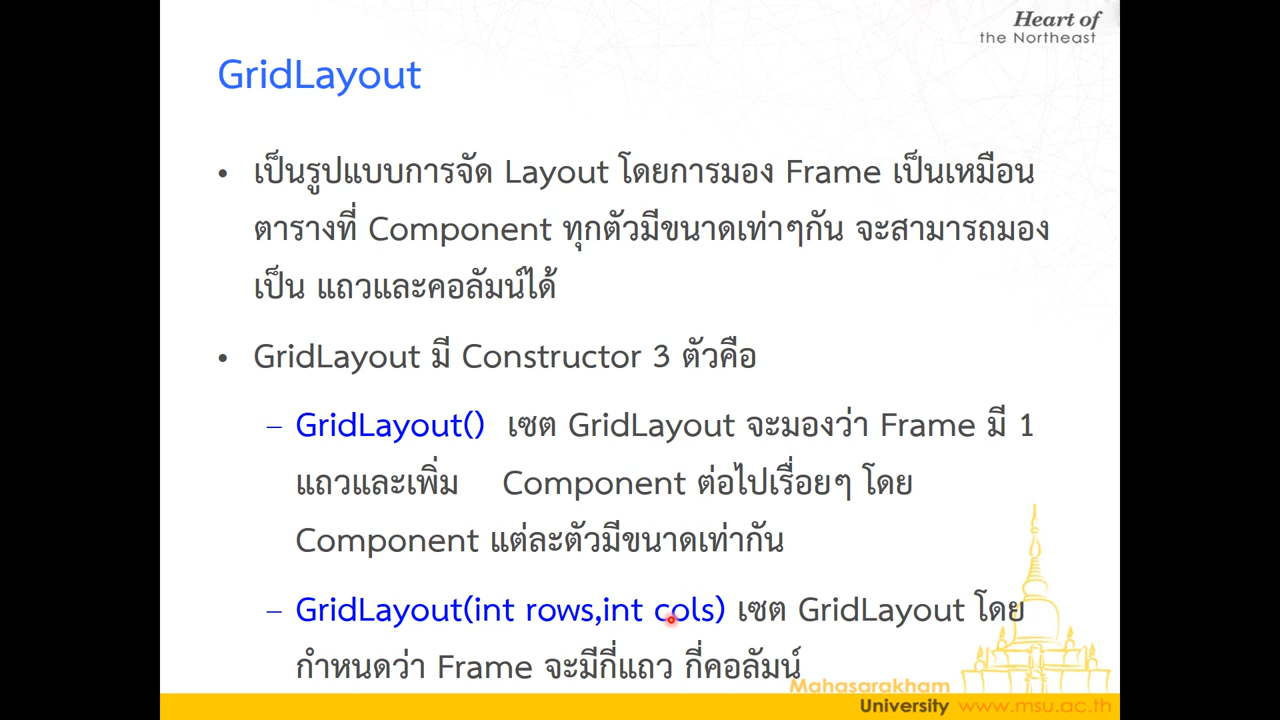 Heart of
the Northeast
GridLayout
• เป็นรูปแบบการจัด Layout โดยการมอง Frame เป็นเหมือน
ตารางที่ Component ทุกตัวมีขนาดเท่าๆกัน จะสามารถมอง
เป็น แถวและคอลัมน์ได้
• GridLayout มี Constructor 3 ตัวคือ
– GridLayout() เซต GridLayout จะมองว่า Frame มี 1
แถวและเพิ่ม Component ต่อไปเรื่อยๆ โดย
Component แต่ละตัวมีขนาดเท่ากัน
– GridLayout(int rows,int cols) เซต GridLayout โดย
กำหนดว่า Frame จะมีกี่แถว กี่คอลัมน์
Mahasarakham
University www.msu.ac.th